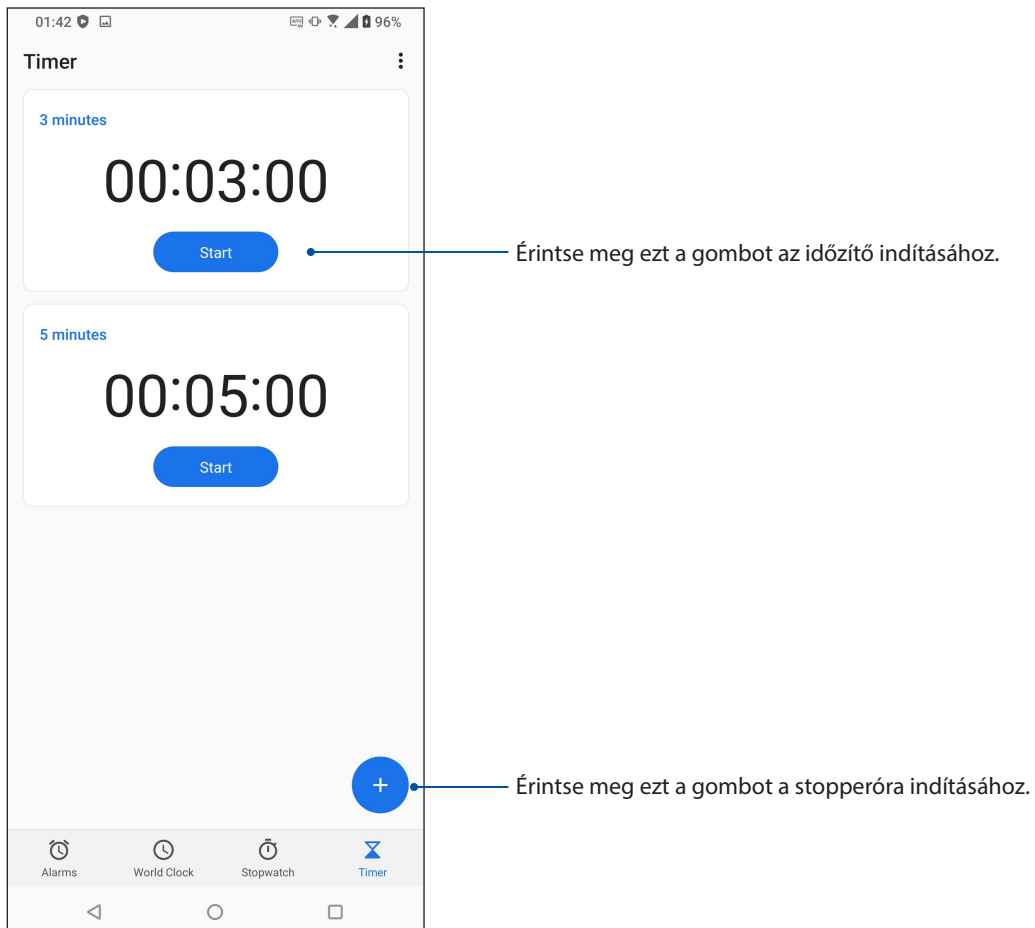 01:42
96%
Timer
3 minutes
00:03:00
Start
Érintse meg ezt a gombot az időzítő indításához.
5 minutes
00:05:00
Start
+
Érintse meg ezt a gombot a stopperóra indításához.
Alarms World Clock Stopwatch Timer